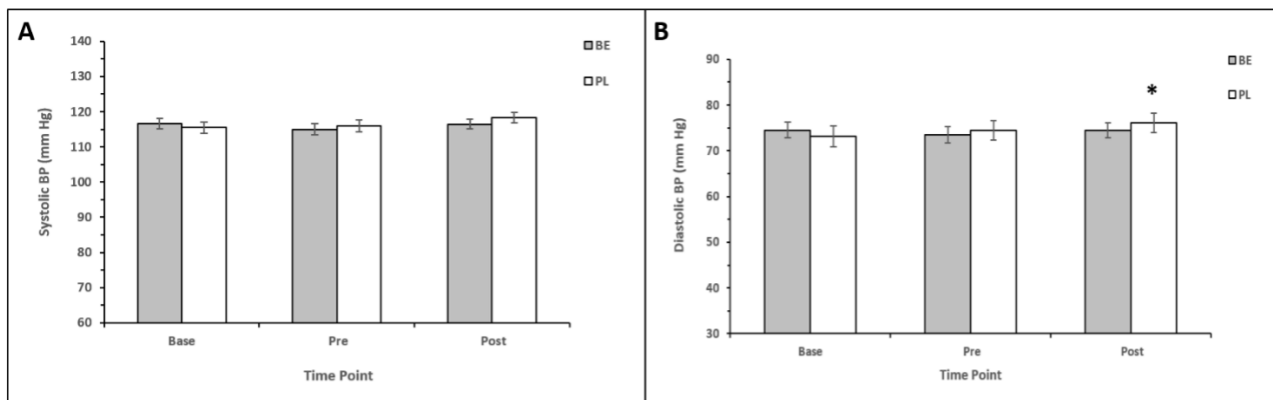 A
BE
PL
140
130
120
110
100
90
80
70
60
Systolic BP (mm Hg)
Base Pre Post
Time Point
B
BE
PL
*
90
80
70
60
50
40
30
Diastolic BP (mm Hg)
Base Pre Post
Time Point